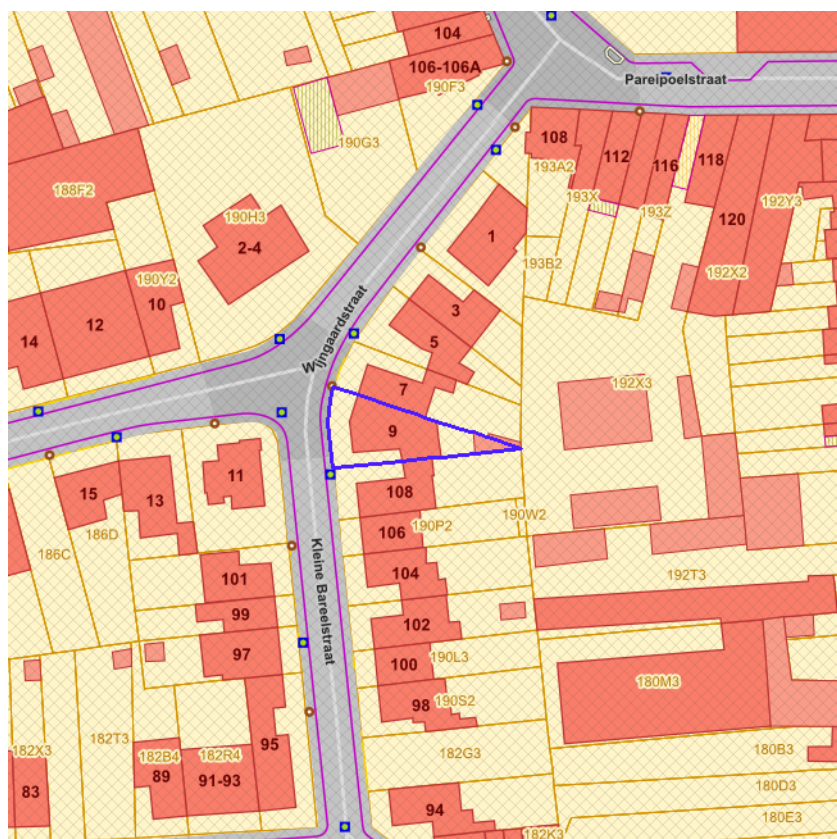 104
106-106A
190F3
Pareipoelstraat
190G3
108
193A2
112
116
118
188F2
193X
193Z
192Y3
190H3
2-4
1
120
193B2
192X2
190Y2
10
12
14
3
5
Wijngaardstraat
7
192X3
9
11
15
13
108
190P2
190W2
186C
186D
106
104
192T3
101
99
102
97
100
190L3
Kleine Bareelstraat
180M3
98
190S2
182X3
182T3
182B4
182R4
95
182G3
180B3
83
89
91-93
180D3
94
182K3
180E3